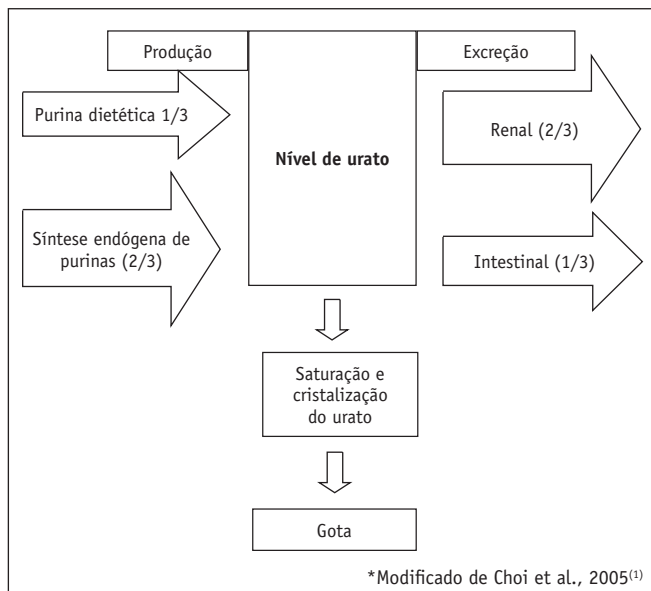 Produção
Excreção
Purina dietética 1/3
Renal (2/3)
Nível de urato
Síntese endógena de
purinas (2/3)
Intestinal (1/3)
Saturação e
cristalização
do urato
Gota
*Modificado de Choi et al., 2005(1)